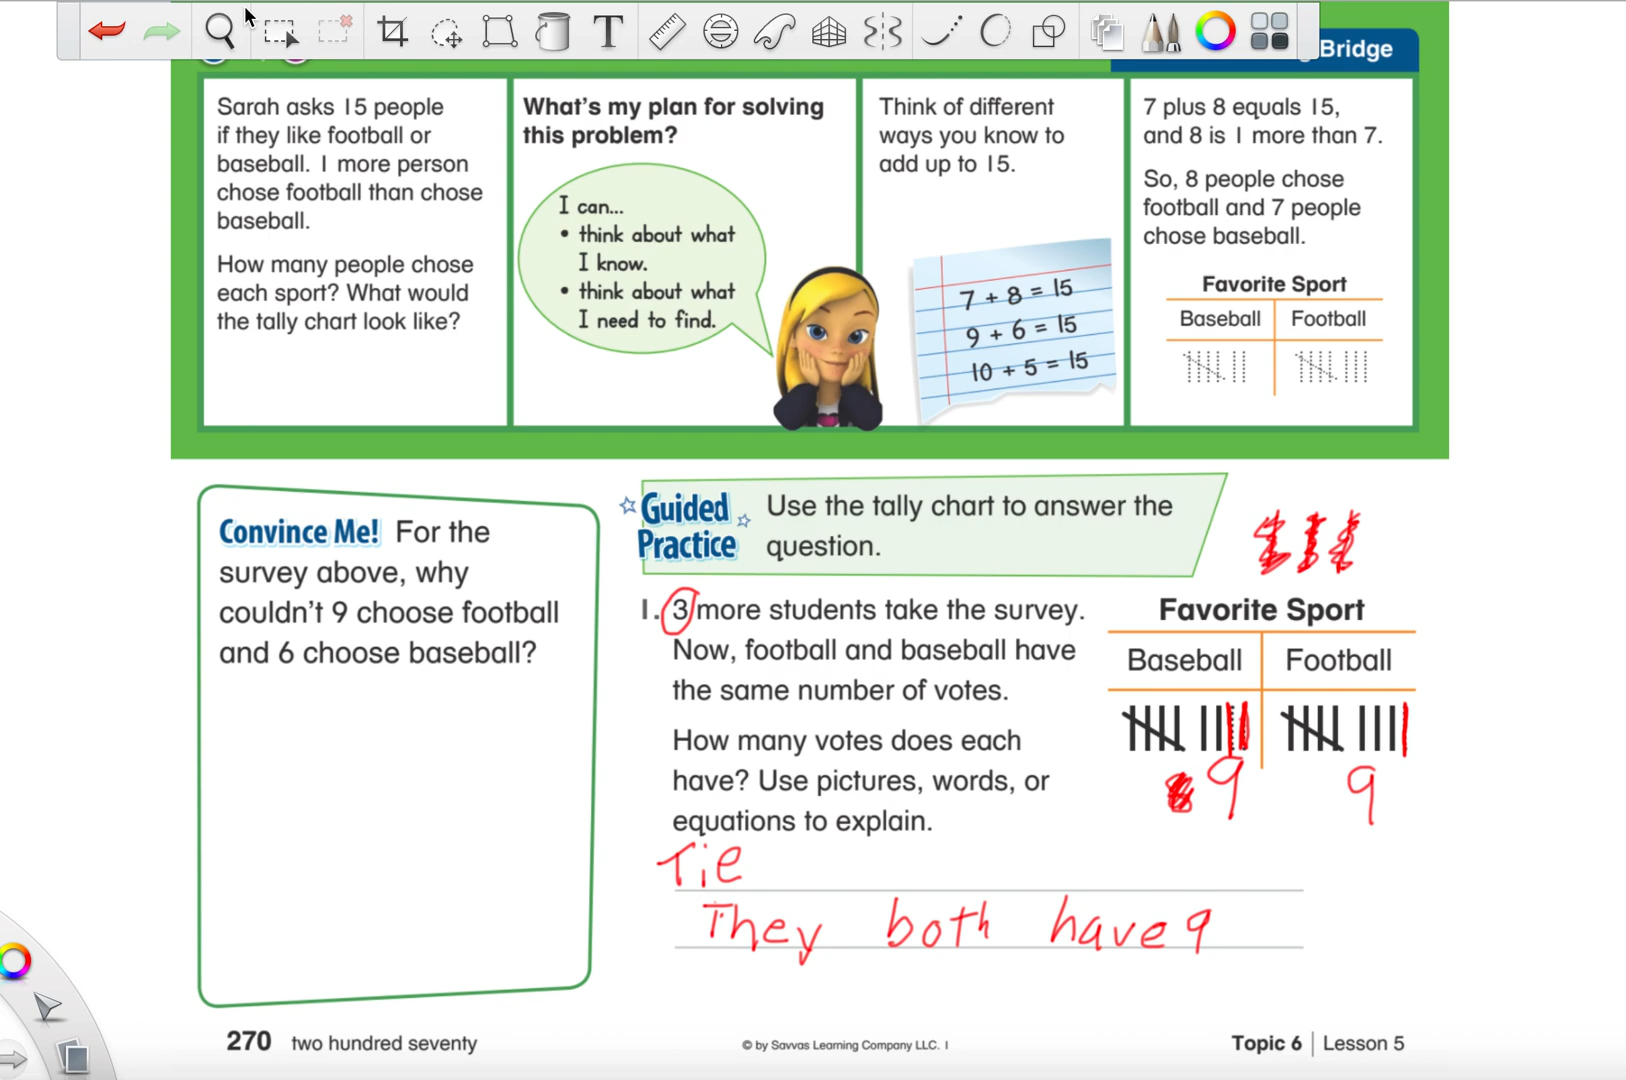 Bridge
Sarah asks 15 people
if they like football or
baseball. 1 more person
chose football than chose
baseball.
How many people chose
each sport? What would
the tally chart look like?
What's my plan for solving
this problem?
I can...
• think about what
I know.
• think about what
I need to find.
Think of different
ways you know to
add up to 15.
7 + 8 = 15
9 + 6 = 15
10 + 5 = 15
7 plus 8 equals 15,
and 8 is 1 more than 7.
So, 8 people chose
football and 7 people
chose baseball.
Favorite Sport
Baseball Football
Convince Me! For the
survey above, why
couldn't 9 choose football
and 6 choose baseball?
Guided
Practice
Use the tally chart to answer the
question.
1. 3 more students take the survey.
Now, football and baseball have
the same number of votes.
How many votes does each
have? Use pictures, words, or
equations to explain.
Favorite Sport
Baseball Football
9 9
Tie
They both have 9
270 two hundred seventy
© by Savvas Learning Company LLC. 1
Topic 6 | Lesson 5